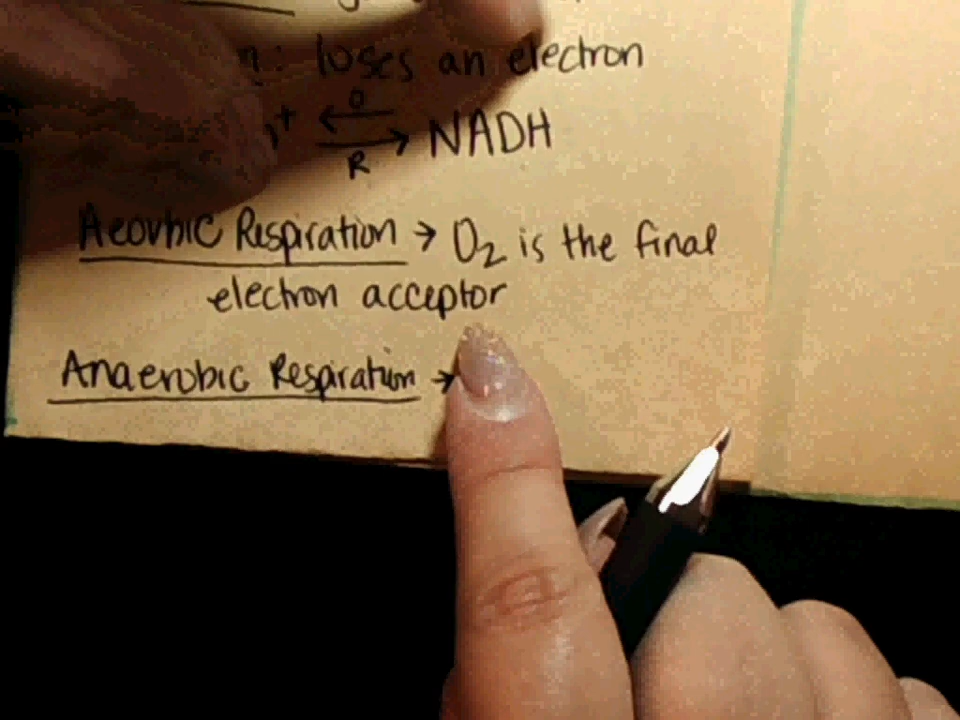 loses an electron
O
NADH
R
Aeorbic Respiration → O₂ is the final
electron acceptor
Anaerobic Respiration →